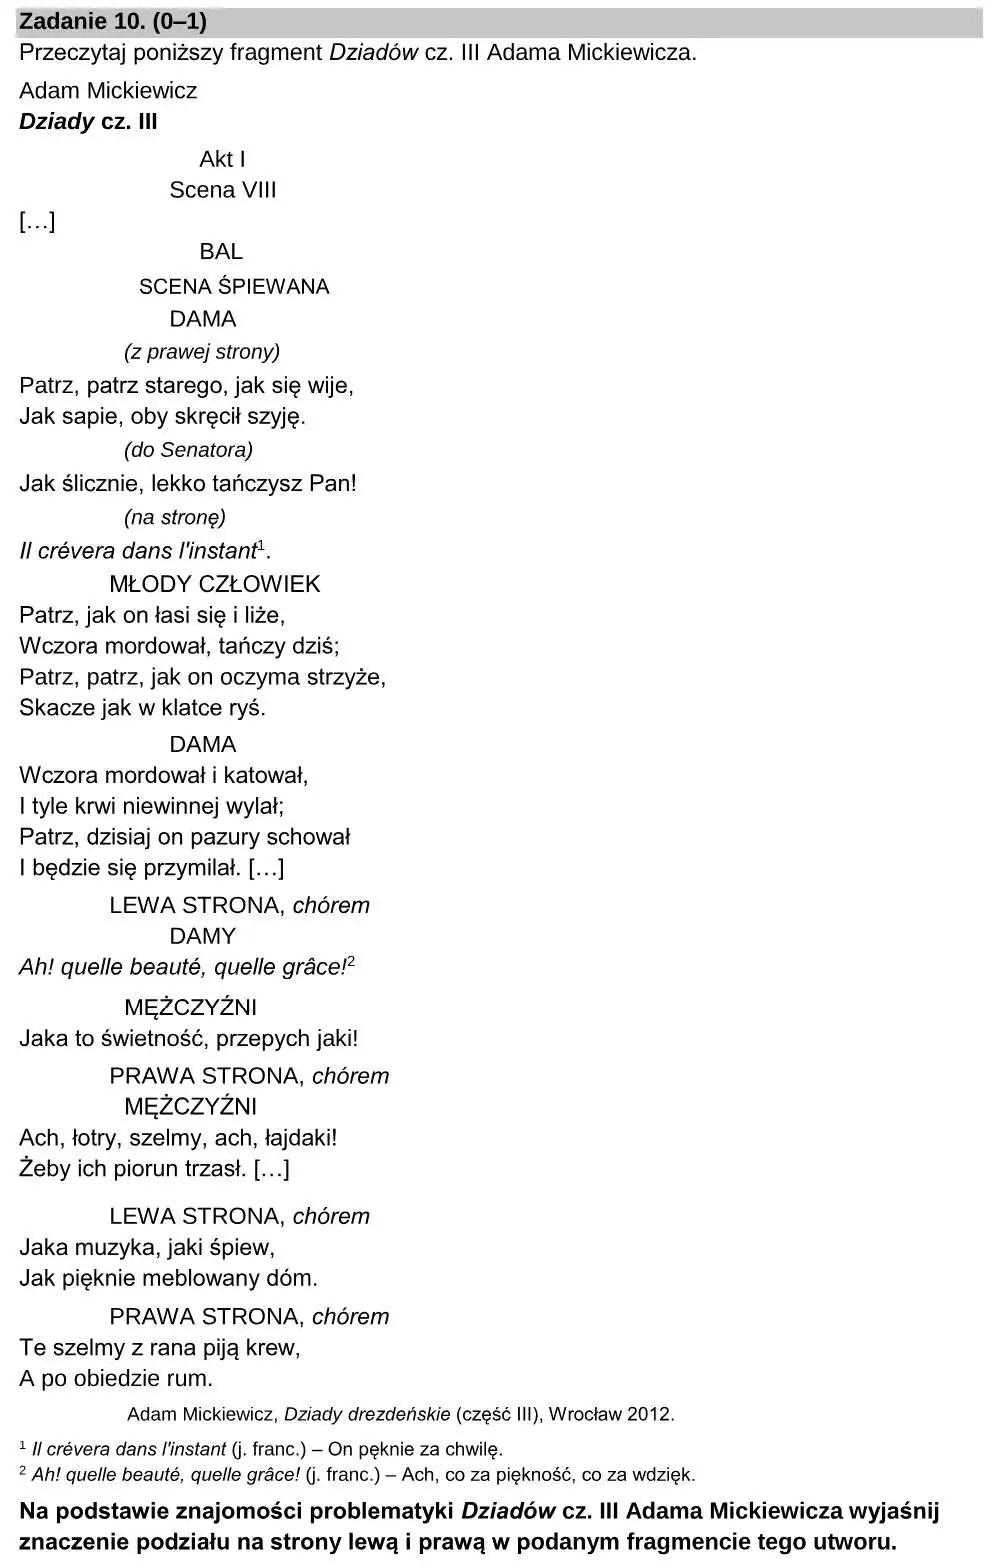 Zadanie 10. (0–1)
Przeczytaj poniższy fragment Dziadów cz. III Adama Mickiewicza.
Adam Mickiewicz
Dziady cz. III
Akt I
Scena VIII
[…]
BAL
SCENA ŚPIEWANA
DAMA
(z prawej strony)
Patrz, patrz starego, jak się wije,
Jak sapie, oby skręcił szyję.
(do Senatora)
Jak ślicznie, lekko tańczysz Pan!
(na stronę)
Il crévera dans l'instant¹.
MŁODY CZŁOWIEK
Patrz, jak on łasi się i liże,
Wczora mordował, tańczy dziś;
Patrz, patrz, jak on oczyma strzyże,
Skacze jak w klatce ryś.
DAMA
Wczora mordował i katował,
I tyle krwi niewinnej wylał;
Patrz, dzisiaj on pazury schował
I będzie się przymilał. […]
LEWA STRONA, chórem
DAMY
Ah! quelle beauté, quelle grâce!²
MĘŻCZYŹNI
Jaka to świetność, przepych jaki!
PRAWA STRONA, chórem
MĘŻCZYŹNI
Ach, łotry, szelmy, ach, łajdaki!
Żeby ich piorun trzasł. […]
LEWA STRONA, chórem
Jaka muzyka, jaki śpiew,
Jak pięknie meblowany dóm.
PRAWA STRONA, chórem
Te szelmy z rana piją krew,
A po obiedzie rum.
Adam Mickiewicz, Dziady drezdeńskie (część III), Wrocław 2012.
¹ Il crévera dans l'instant (j. franc.) – On pęknie za chwilę.
² Ah! quelle beauté, quelle grâce! (j. franc.) – Ach, co za piękność, co za wdzięk.
Na podstawie znajomości problematyki Dziadów cz. III Adama Mickiewicza wyjaśnij
znaczenie podziału na strony lewą i prawą w podanym fragmencie tego utworu.